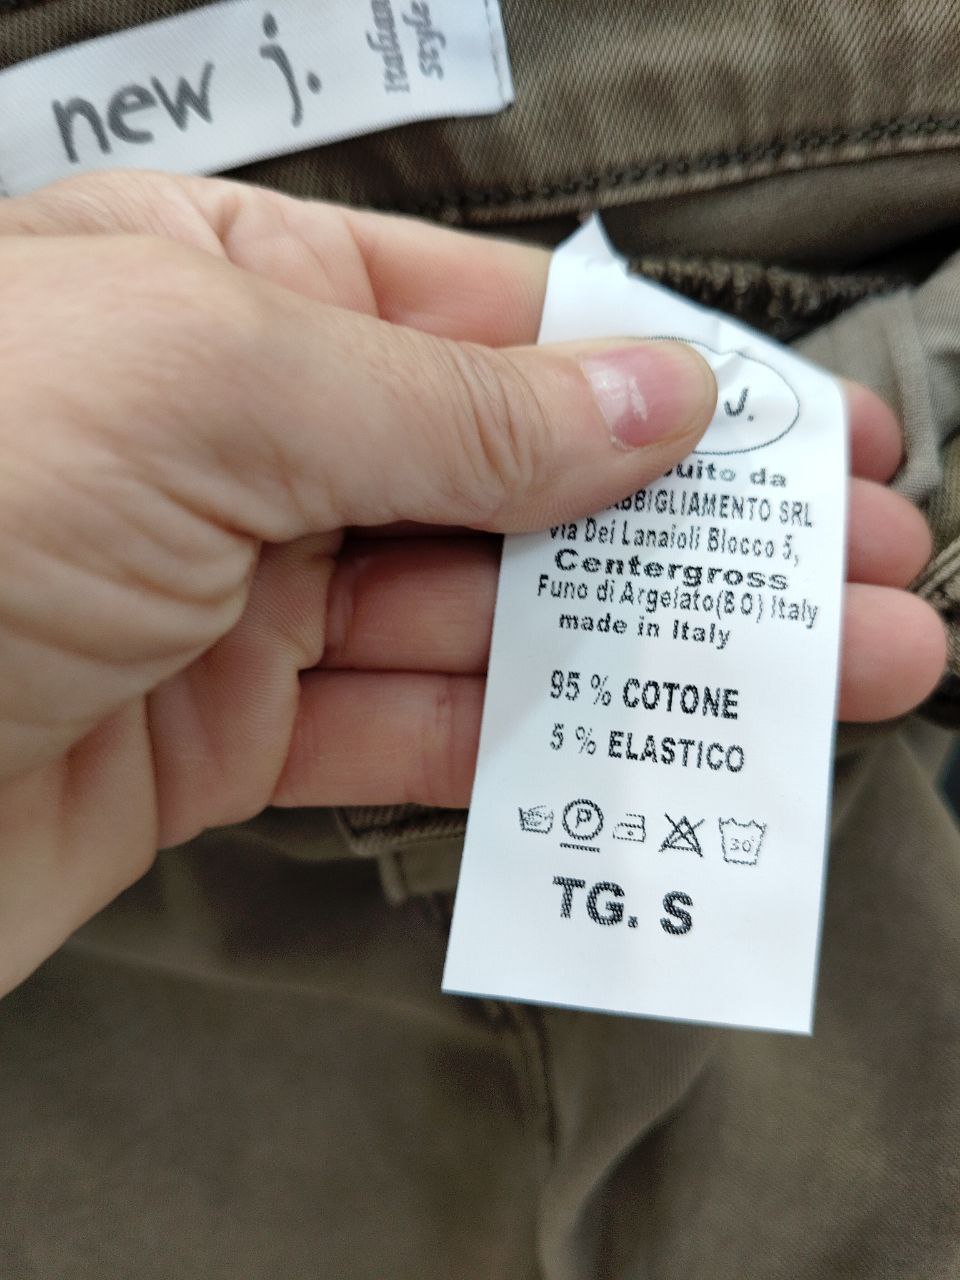 new j.
Italian
Style
J.
da
ABBIGLIAMENTO SRL
Via Dei Lanaioli Blocco 5,
Centergross
Funo di Argelato(BO) Italy
made in Italy
95 % COTONE
5 % ELASTICO
P
30°
TG. S